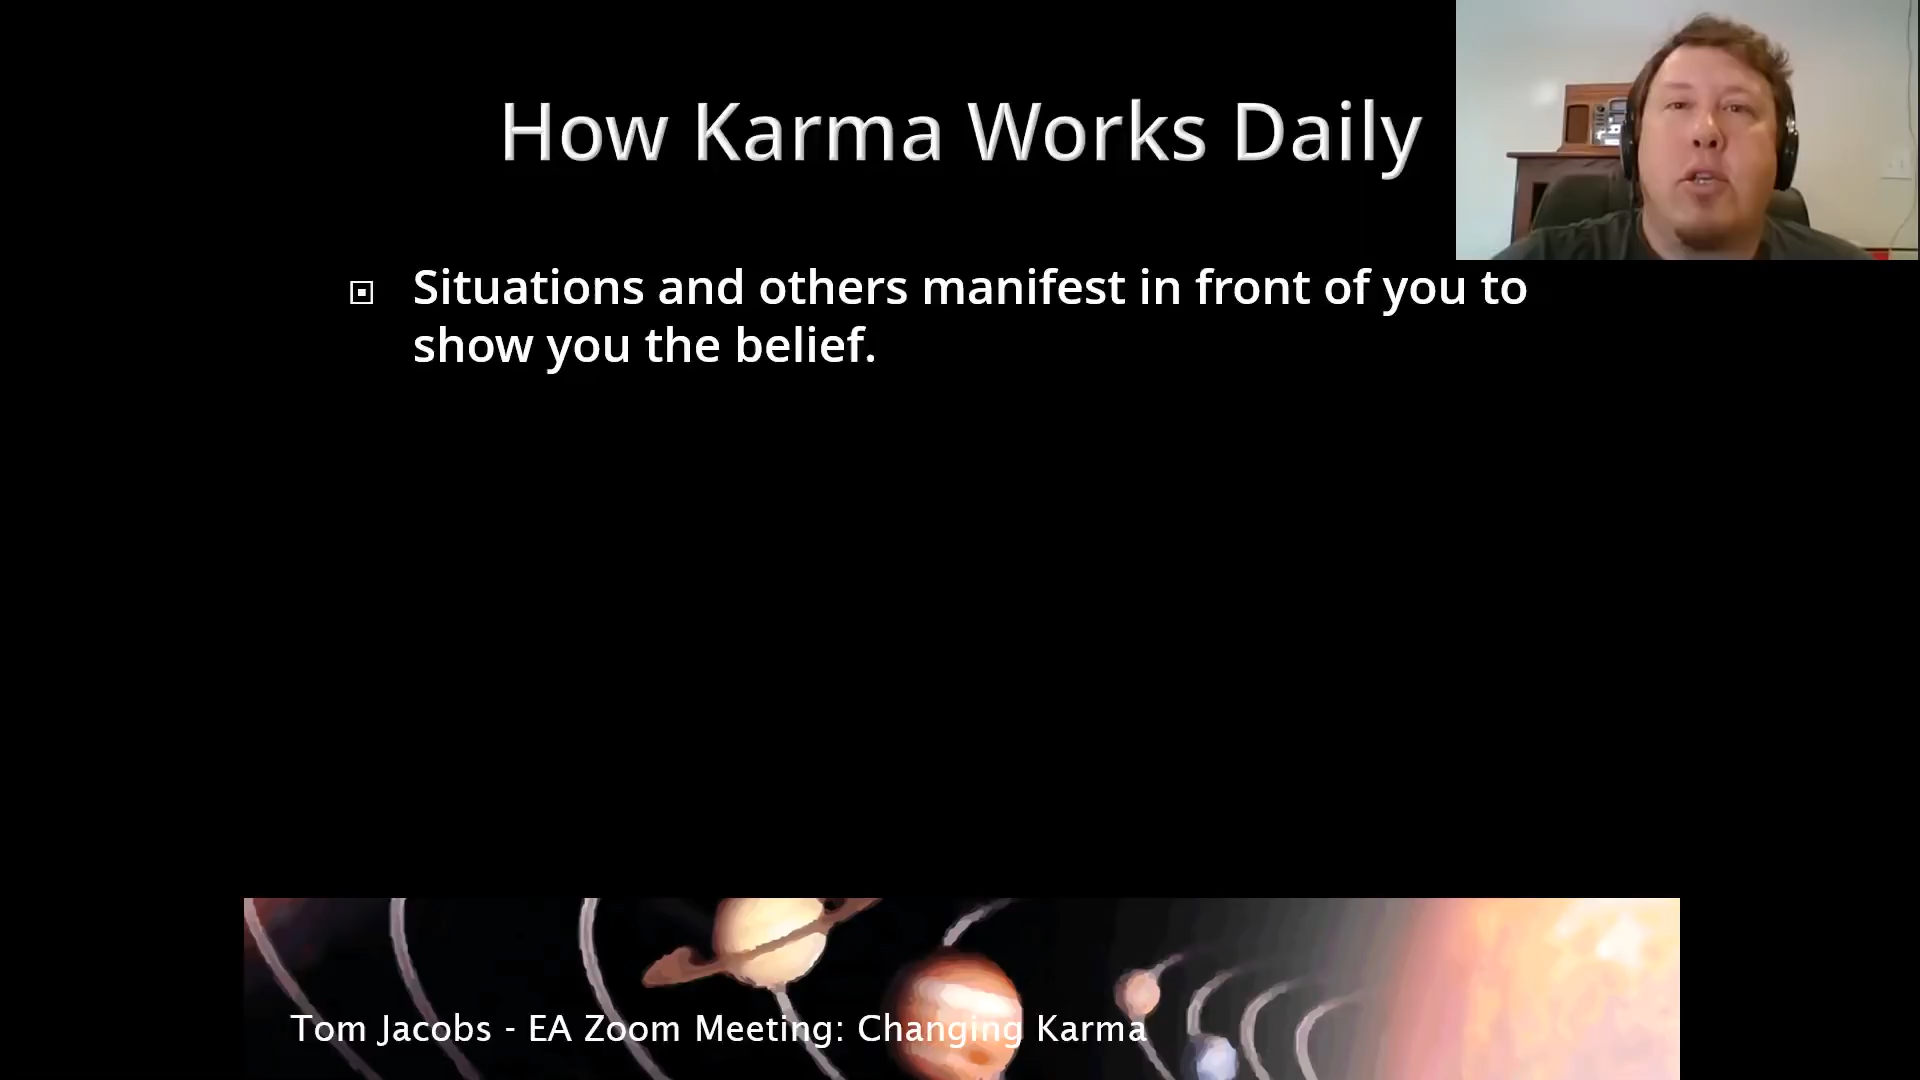 How Karma Works Daily
Situations and others manifest in front of you to
show you the belief.
Tom Jacobs - EA Zoom Meeting: Changing Karma